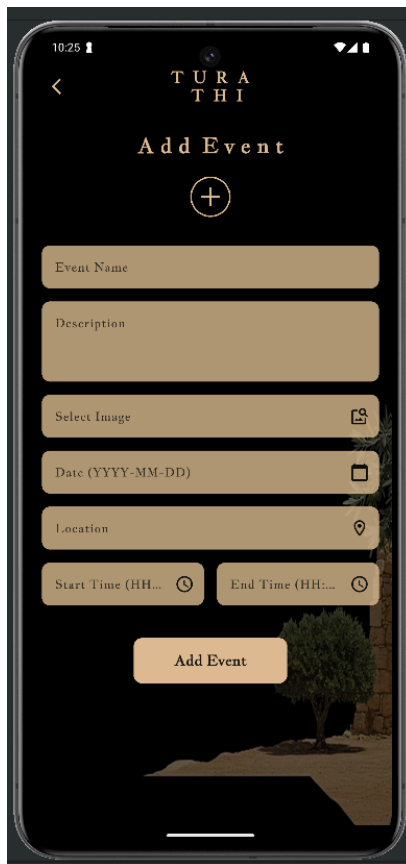 10:25
TURA
THI
Add Event
Event Name
Description
Select Image
Date (YYYY-MM-DD)
Location
Start Time (HH... End Time (HH:...
Add Event